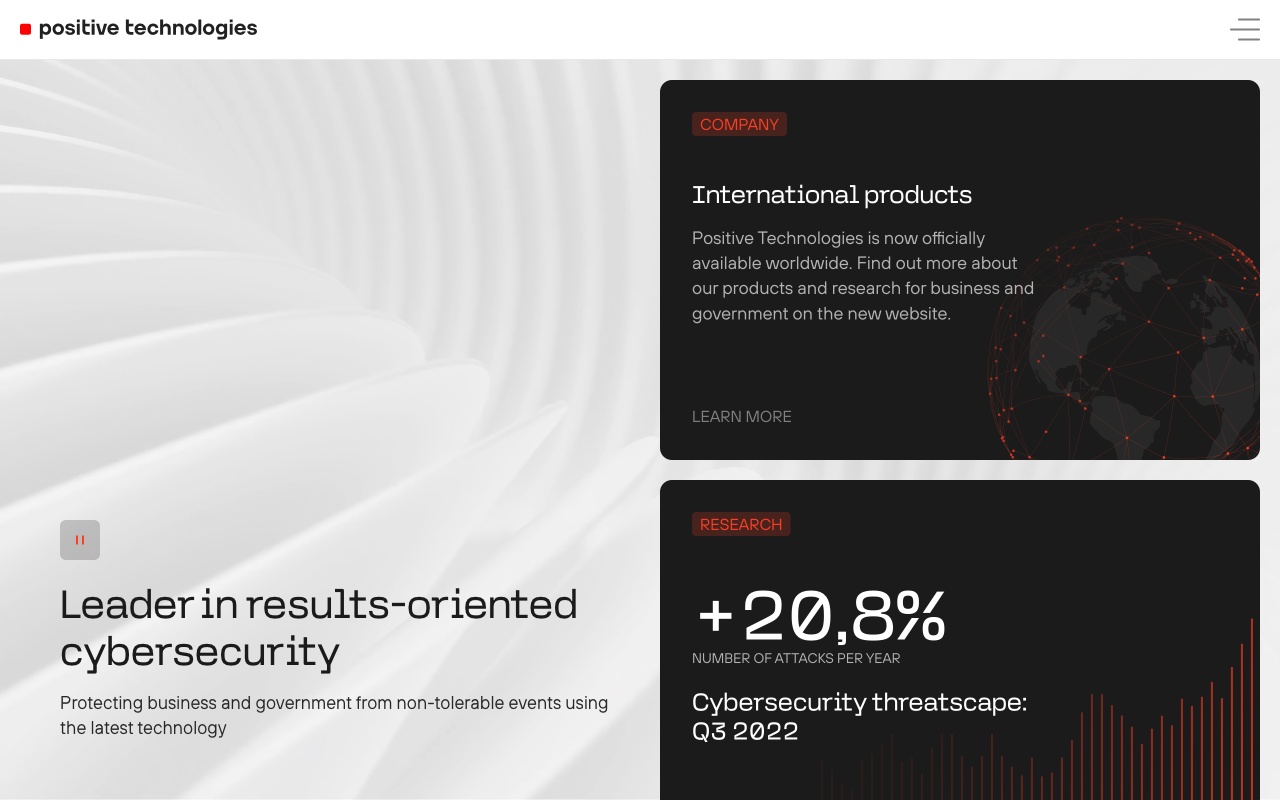 positive technologies
COMPANY
International products
Positive Technologies is now officially
available worldwide. Find out more about
our products and research for business and
government on the new website.
LEARN MORE
Leader in results-oriented
cybersecurity
Protecting business and government from non-tolerable events using
the latest technology
RESEARCH
+20,8%
NUMBER OF ATTACKS PER YEAR
Cybersecurity threatscape:
Q3 2022